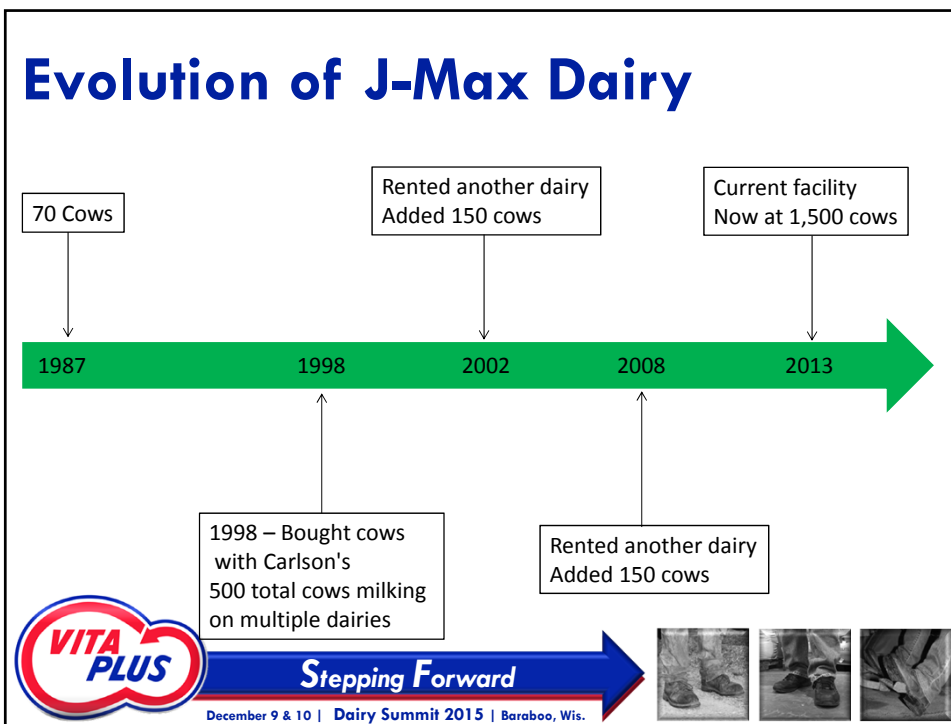 Evolution of J-Max Dairy
70 Cows
Rented another dairy
Added 150 cows
Current facility
Now at 1,500 cows
1987
1998
2002
2008
2013
1998 – Bought cows
with Carlson's
500 total cows milking
on multiple dairies
Rented another dairy
Added 150 cows
VITA
PLUS
Stepping Forward
December 9 & 10 | Dairy Summit 2015 | Baraboo, Wis.